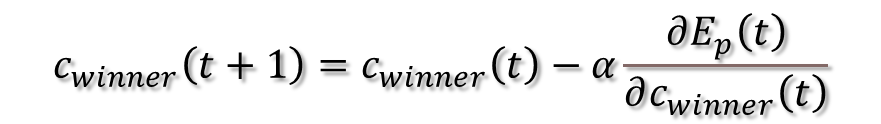 c_winner(t + 1) = c_winner(t) − α ∂E_p(t) / ∂c_winner(t)